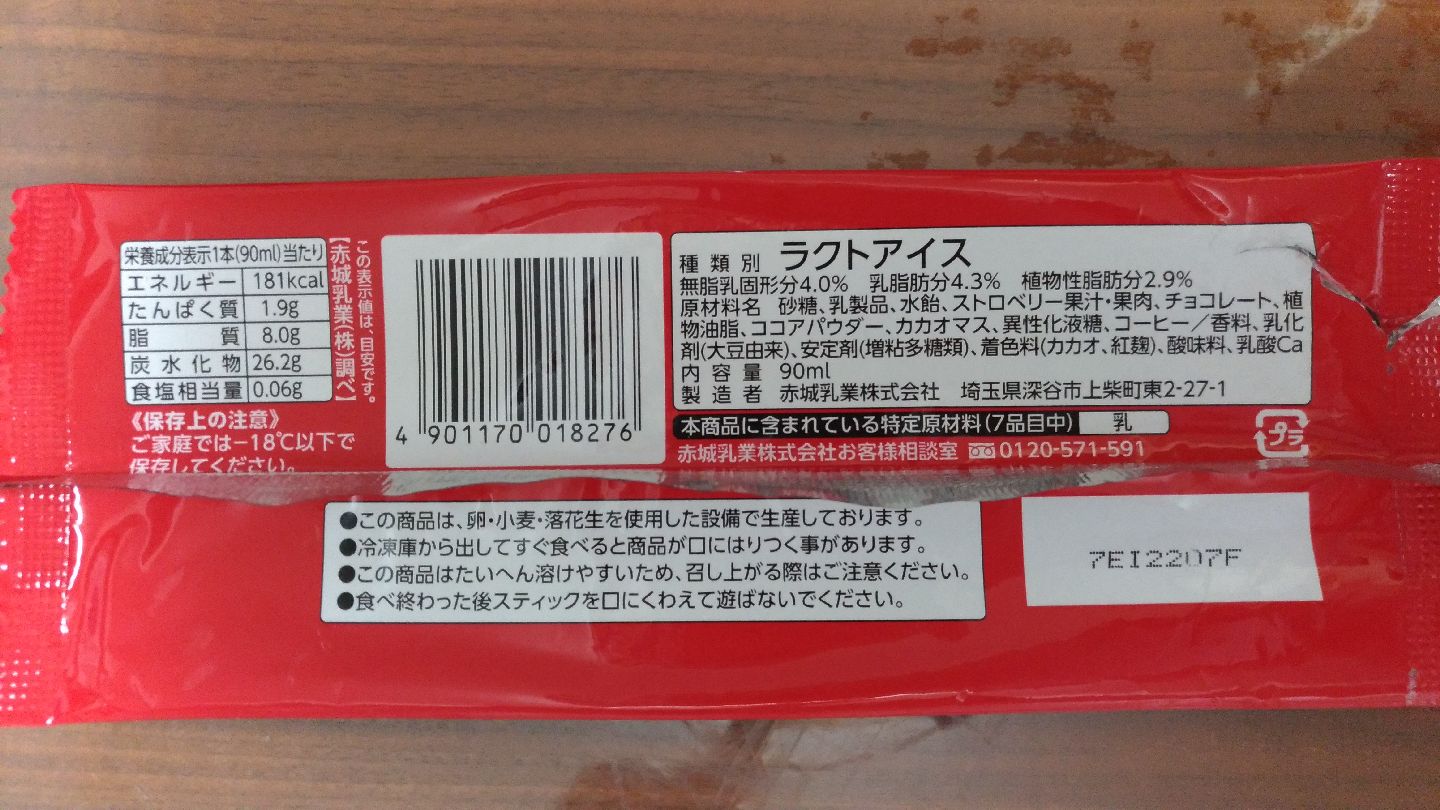 栄養成分表示1本(90ml)当たり
エネルギー 181kcal
たんぱく質 1.9g
脂質 8.0g
炭水化物 26.2g
食塩相当量 0.06g
この表示値は、目安です。
【赤城乳業(株)調べ】
《保存上の注意》
ご家庭では−18℃以下で
保存してください。
4 901170 018276
種類別 ラクトアイス
無脂乳固形分4.0% 乳脂肪分4.3% 植物性脂肪分2.9%
原材料名 砂糖、乳製品、水飴、ストロベリー果汁・果肉、チョコレート、植
物油脂、ココアパウダー、カカオマス、異性化液糖、コーヒー／香料、乳化
剤(大豆由来)、安定剤(増粘多糖類)、着色料(カカオ、紅麹)、酸味料、乳酸Ca
内容量 90ml
製造者 赤城乳業株式会社 埼玉県深谷市上柴町東2-27-1
本商品に含まれている特定原材料(7品目中) 乳
赤城乳業株式会社お客様相談室 0120-571-591
プラ
●この商品は、卵・小麦・落花生を使用した設備で生産しております。
●冷凍庫から出してすぐ食べると商品が口にはりつく事があります。
●この商品はたいへん溶けやすいため、召し上がる際はご注意ください。
●食べ終わった後スティックを口にくわえて遊ばないでください。
7EI2207F